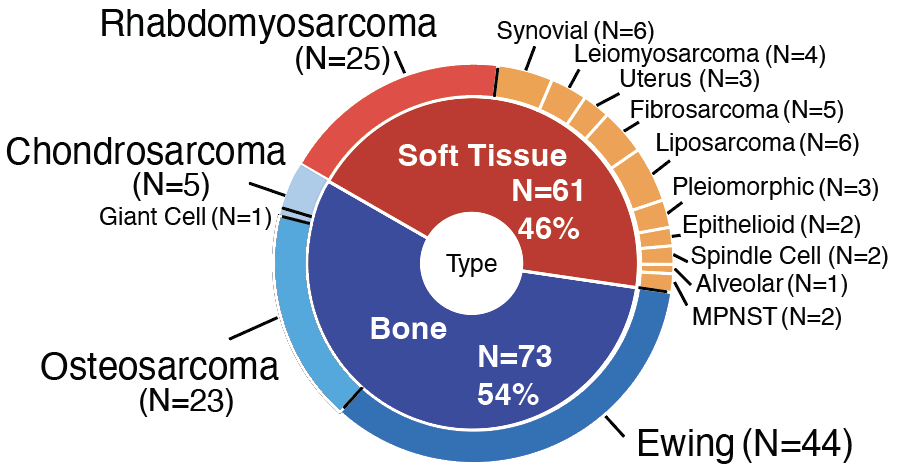 Rhabdomyosarcoma
(N=25)
Synovial (N=6)
Leiomyosarcoma (N=4)
Uterus (N=3)
Fibrosarcoma (N=5)
Liposarcoma (N=6)
Pleiomorphic (N=3)
Epithelioid (N=2)
Spindle Cell (N=2)
Alveolar (N=1)
MPNST (N=2)
Chondrosarcoma
(N=5)
Giant Cell (N=1)
Osteosarcoma
(N=23)
Ewing (N=44)
Soft Tissue
N=61
46%
Type
Bone
N=73
54%